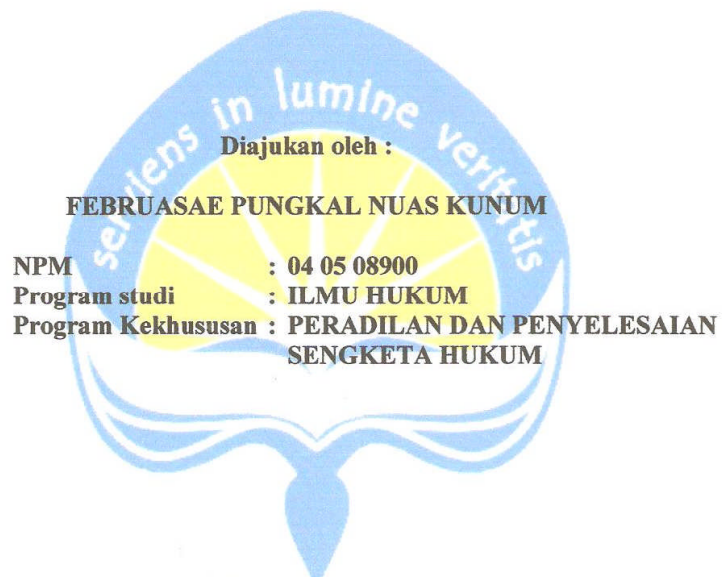 serviens in lumine veritatis
Diajukan oleh :
FEBRUASAE PUNGKAL NUAS KUNUM
NPM : 04 05 08900
Program studi : ILMU HUKUM
Program Kekhususan : PERADILAN DAN PENYELESAIAN
SENGKETA HUKUM